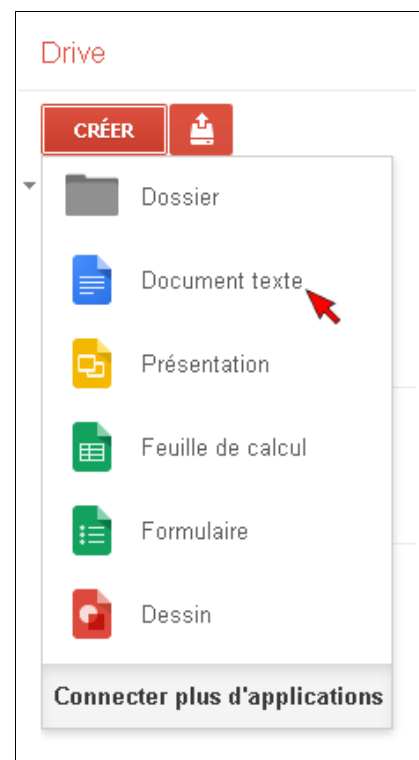 Drive
CRÉER
Dossier
Document texte
Présentation
Feuille de calcul
Formulaire
Dessin
Connecter plus d'applications